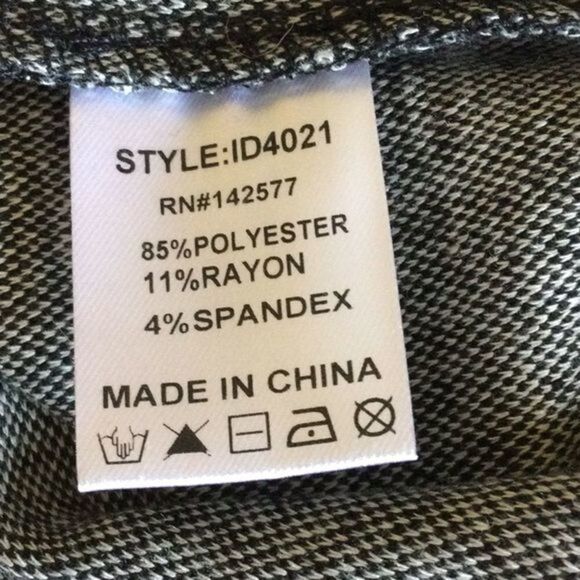 STYLE:ID4021
RN#142577
85%POLYESTER
11%RAYON
4%SPANDEX
MADE IN CHINA